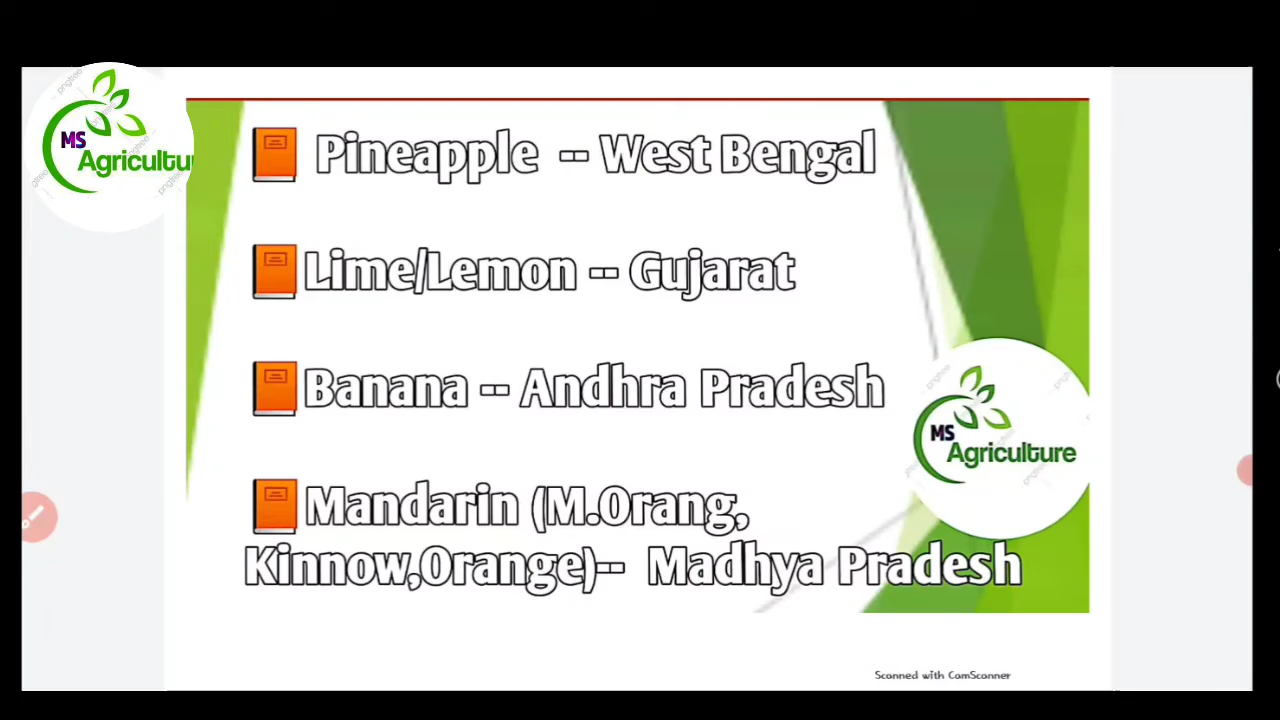 MS
Agricultur
Pineapple -- West Bengal
Lime/Lemon -- Gujarat
Banana -- Andhra Pradesh
MS
Agriculture
Mandarin (M.Orang,
Kinnow,Orange)-- Madhya Pradesh
Scanned with CamScanner